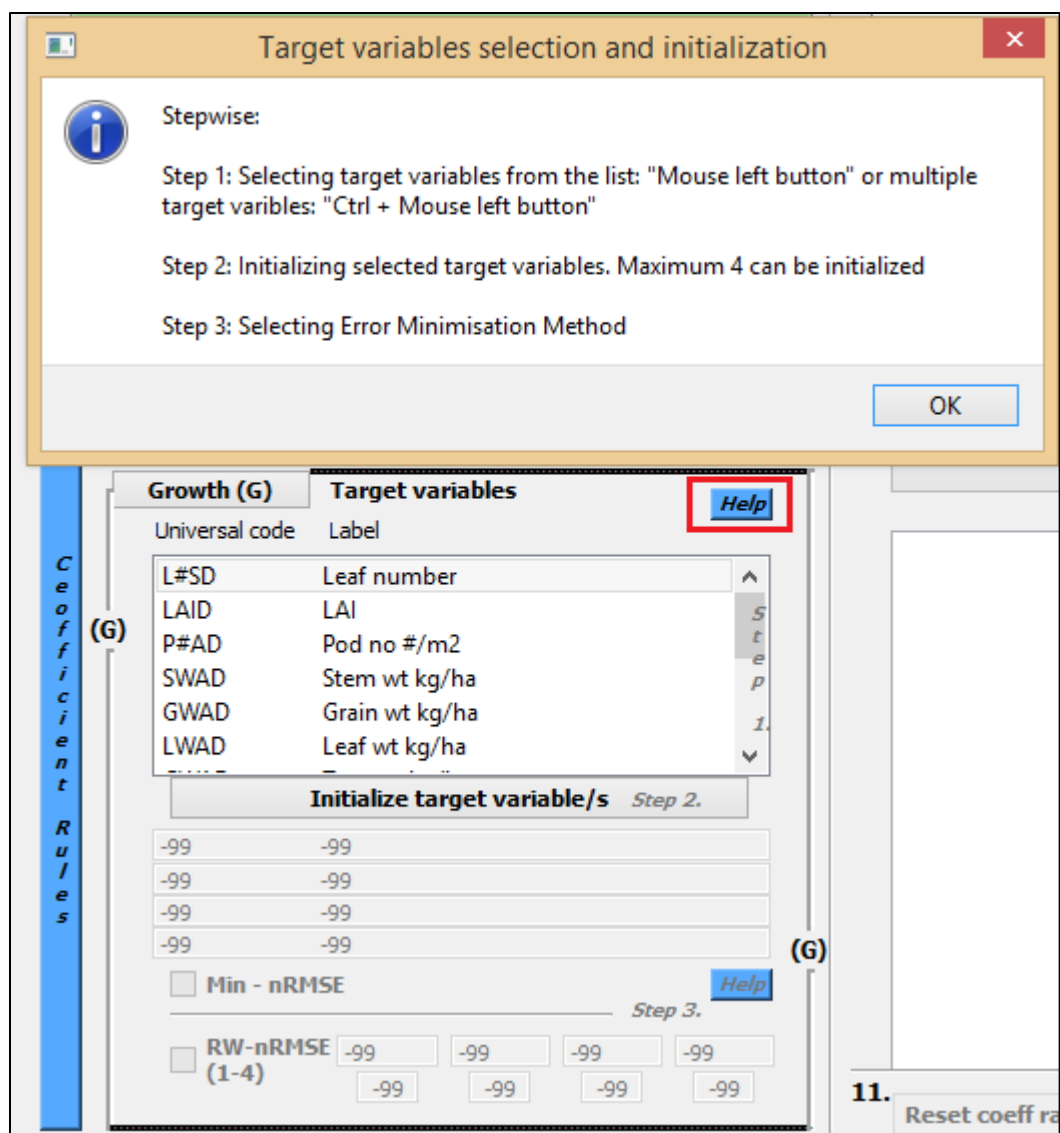 Target variables selection and initialization
Stepwise:
Step 1: Selecting target variables from the list: "Mouse left button" or multiple
target varibles: "Ctrl + Mouse left button"
Step 2: Initializing selected target variables. Maximum 4 can be initialized
Step 3: Selecting Error Minimisation Method
OK
Ceofficient Rules
Growth (G) Target variables Help
Universal code Label
L#SD Leaf number
LAID LAI
P#AD Pod no #/m2
SWAD Stem wt kg/ha
GWAD Grain wt kg/ha
LWAD Leaf wt kg/ha
Step 1.
(G)
Initialize target variable/s Step 2.
-99 -99
-99 -99
-99 -99
-99 -99
(G)
Min - nRMSE Help
Step 3.
RW-nRMSE -99 -99 -99 -99
(1-4) -99 -99 -99 -99
11.
Reset coeff ra